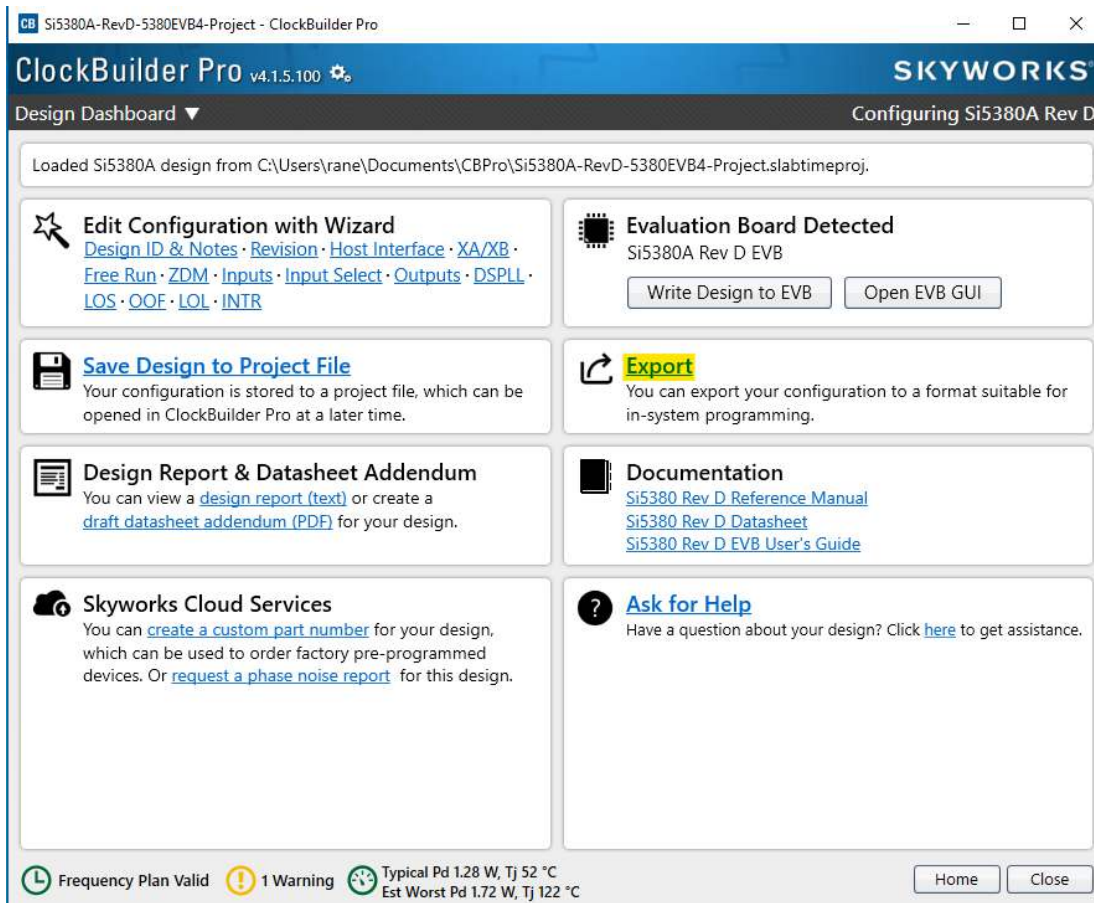 CB Si5380A-RevD-5380EVB4-Project - ClockBuilder Pro
ClockBuilder Pro v4.1.5.100
SKYWORKS
Design Dashboard ▼
Configuring Si5380A Rev D
Loaded Si5380A design from C:\Users\rane\Documents\CBPro\Si5380A-RevD-5380EVB4-Project.slabtimeproj.
Edit Configuration with Wizard
Design ID & Notes · Revision · Host Interface · XA/XB ·
Free Run · ZDM · Inputs · Input Select · Outputs · DSPLL ·
LOS · OOF · LOL · INTR
Evaluation Board Detected
Si5380A Rev D EVB
Write Design to EVB
Open EVB GUI
Save Design to Project File
Your configuration is stored to a project file, which can be
opened in ClockBuilder Pro at a later time.
Export
You can export your configuration to a format suitable for
in-system programming.
Design Report & Datasheet Addendum
You can view a design report (text) or create a
draft datasheet addendum (PDF) for your design.
Documentation
Si5380 Rev D Reference Manual
Si5380 Rev D Datasheet
Si5380 Rev D EVB User's Guide
Skyworks Cloud Services
You can create a custom part number for your design,
which can be used to order factory pre-programmed
devices. Or request a phase noise report for this design.
? Ask for Help
Have a question about your design? Click here to get assistance.
Frequency Plan Valid
! 1 Warning
Typical Pd 1.28 W, Tj 52 °C
Est Worst Pd 1.72 W, Tj 122 °C
Home
Close